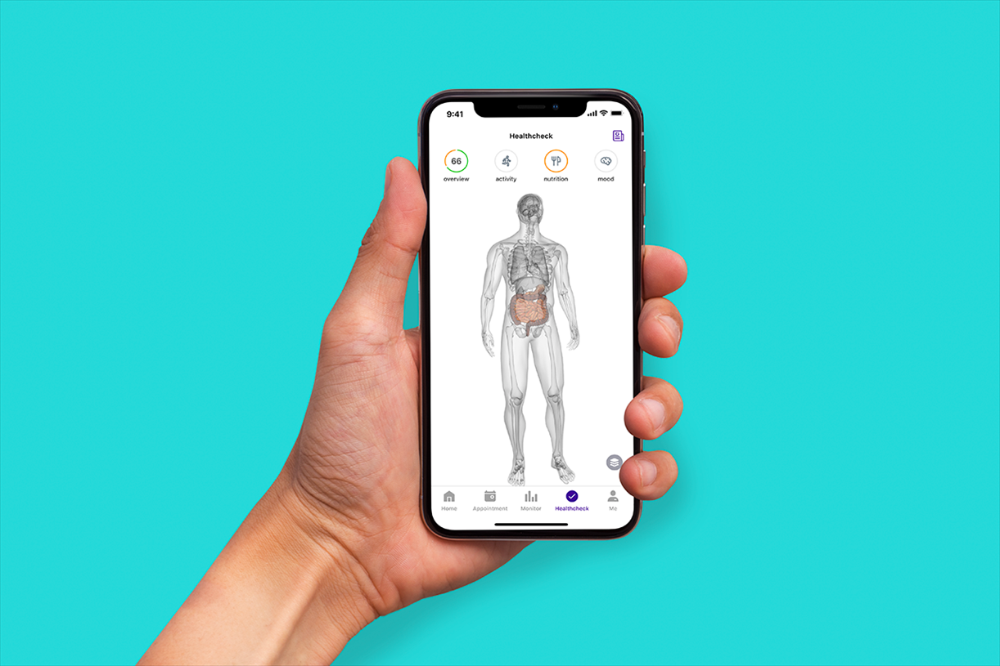 9:41
Healthcheck
66
overview activity nutrition mood
Home Appointment Monitor Healthcheck Me